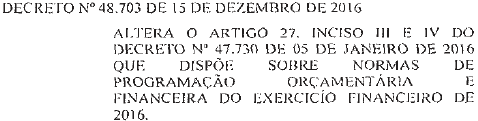 DECRETO Nº 48.703 DE 15 DE DEZEMBRO DE 2016
ALTERA O ARTIGO 27, INCISO III E IV DO
DECRETO Nº 47.730 DE 05 DE JANEIRO DE 2016
QUE DISPÕE SOBRE NORMAS DE
PROGRAMAÇÃO ORÇAMENTÁRIA E
FINANCEIRA DO EXERCICÍO FINANCEIRO DE
2016.